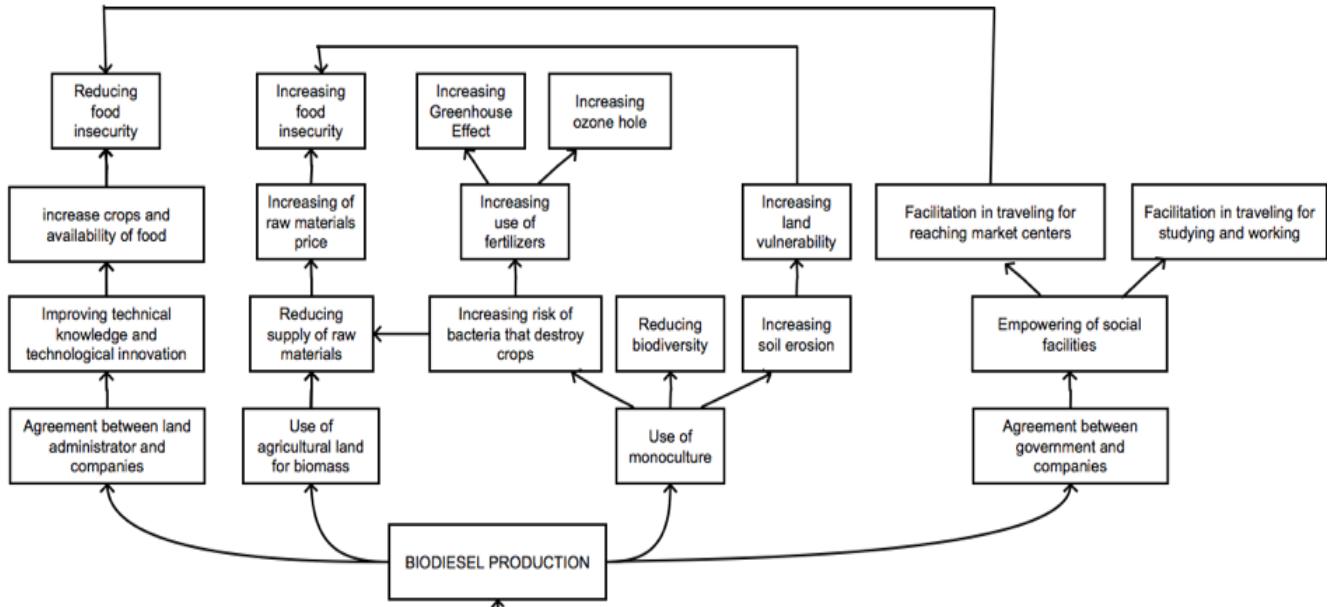 Reducing
food
insecurity
Increasing
food
insecurity
Increasing
Greenhouse
Effect
Increasing
ozone hole
increase crops and
availability of food
Increasing of
raw materials
price
Increasing
use of
fertilizers
Increasing
land
vulnerability
Facilitation in traveling for
reaching market centers
Facilitation in traveling for
studying and working
Improving technical
knowledge and
technological innovation
Reducing
supply of raw
materials
Increasing risk of
bacteria that destroy
crops
Reducing
biodiversity
Increasing
soil erosion
Empowering of social
facilities
Agreement between land
administrator and
companies
Use of
agricultural land
for biomass
Use of
monoculture
Agreement between
government and
companies
BIODIESEL PRODUCTION